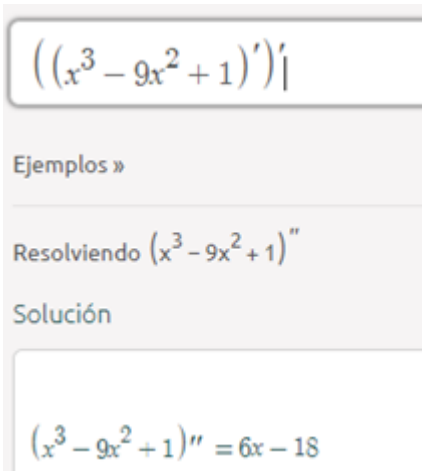 ((x³ – 9x² + 1)′)′
Ejemplos »
Resolviendo (x³ – 9x² + 1)″
Solución
(x³ – 9x² + 1)″ = 6x – 18